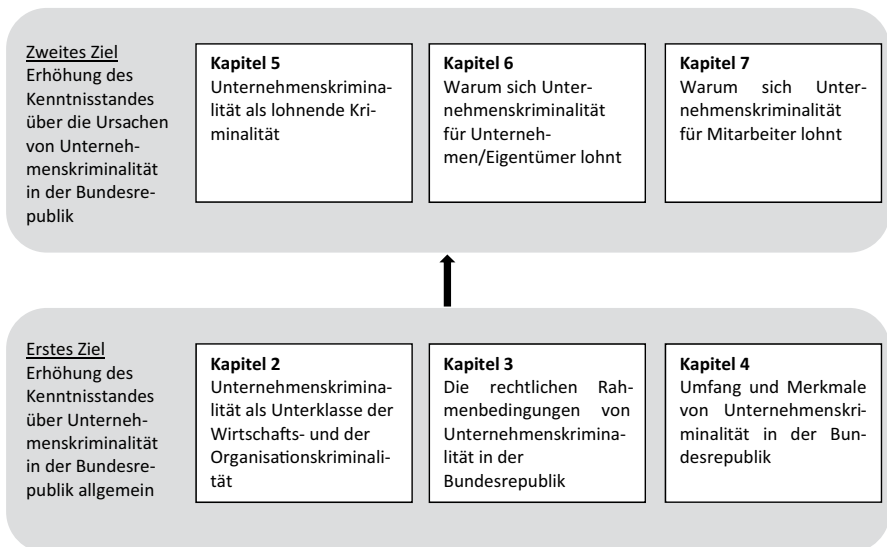 Zweites Ziel
Erhöhung des
Kenntnisstandes
über die Ursachen
von Unterneh-
menskriminalität
in der Bundesre-
publik
Kapitel 5
Unternehmenskrimina-
lität als lohnende Kri-
minalität
Kapitel 6
Warum sich Unter-
nehmenskriminalität
für Unterneh-
men/Eigentümer lohnt
Kapitel 7
Warum sich Unter-
nehmenskriminalität
für Mitarbeiter lohnt
Erstes Ziel
Erhöhung des
Kenntnisstandes
über Unterneh-
menskriminalität
in der Bundesre-
publik allgemein
Kapitel 2
Unternehmenskrimina-
lität als Unterklasse der
Wirtschafts- und der
Organisationskriminali-
tät
Kapitel 3
Die rechtlichen Rah-
menbedingungen von
Unternehmenskrimina-
lität in der
Bundesrepublik
Kapitel 4
Umfang und Merkmale
von Unternehmenskri-
minalität in der Bun-
desrepublik